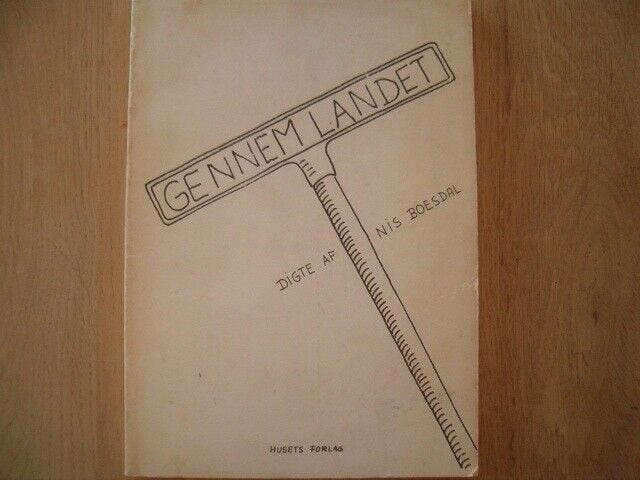 GENNEM LANDET
DIGTE AF NIS BOESDAL
HUSETS FORLAG